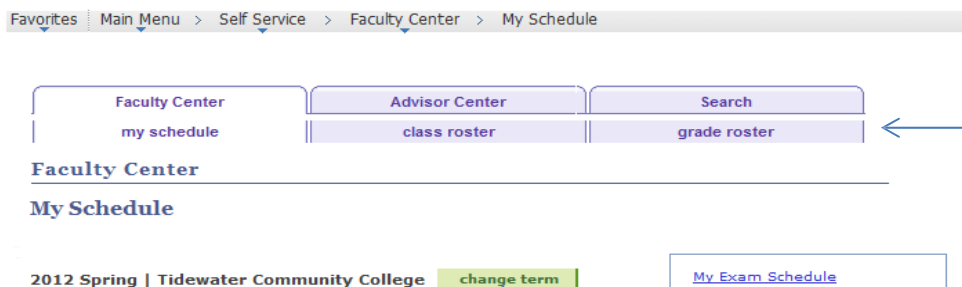 Favorites Main Menu > Self Service > Faculty Center > My Schedule
Faculty Center Advisor Center Search
my schedule class roster grade roster
Faculty Center
My Schedule
2012 Spring | Tidewater Community College change term My Exam Schedule